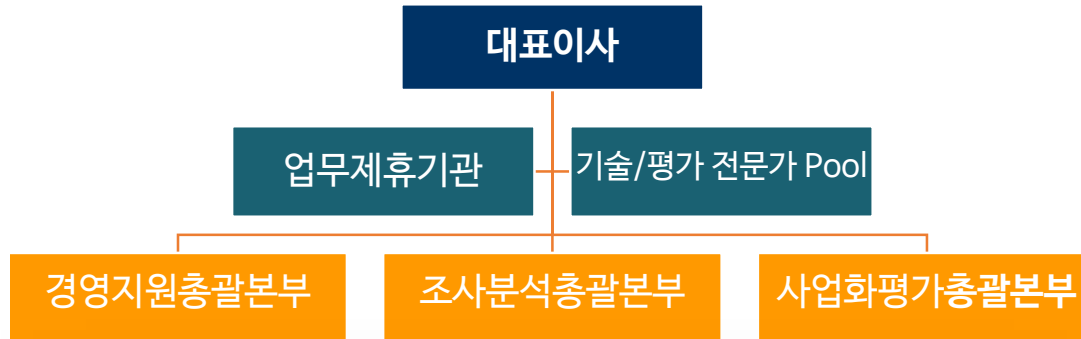 대표이사
업무제휴기관
기술/평가 전문가 Pool
경영지원총괄본부
조사분석총괄본부
사업화평가총괄본부